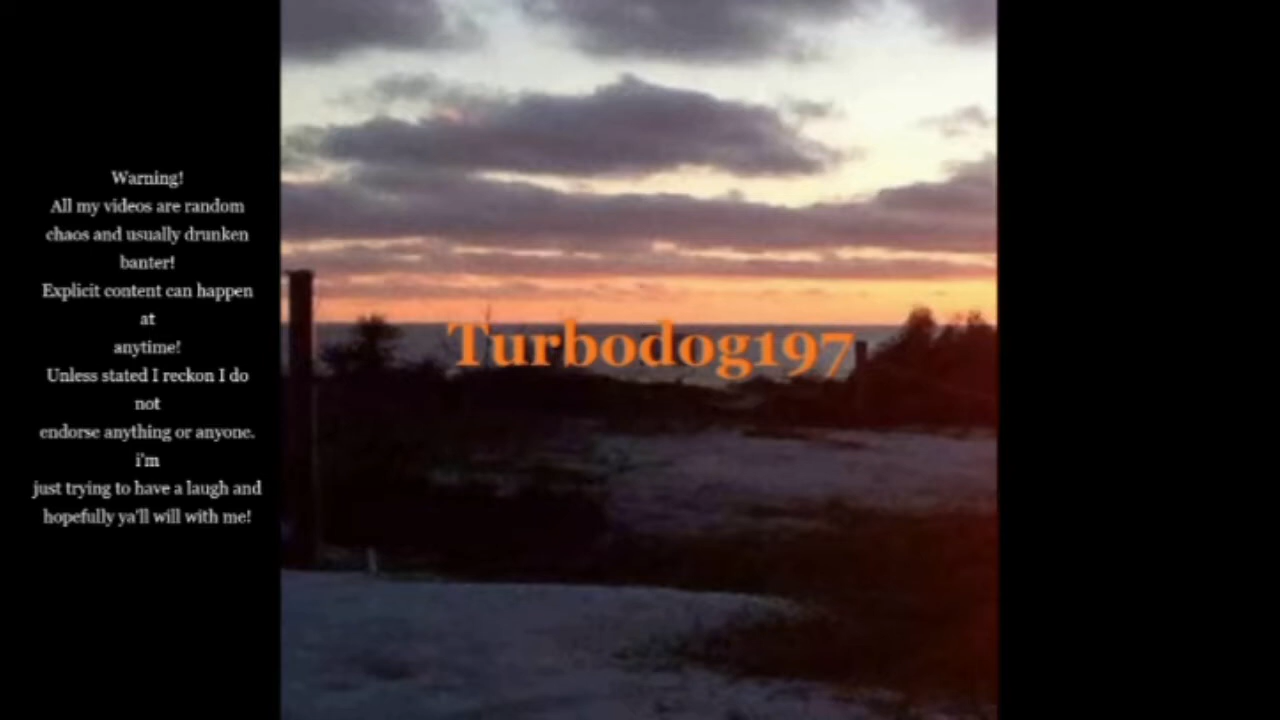 Warning!
All my videos are random
chaos and usually drunken
banter!
Explicit content can happen
at
anytime!
Unless stated I reckon I do
not
endorse anything or anyone.
i'm
just trying to have a laugh and
hopefully ya'll will with me!
Turbodog197